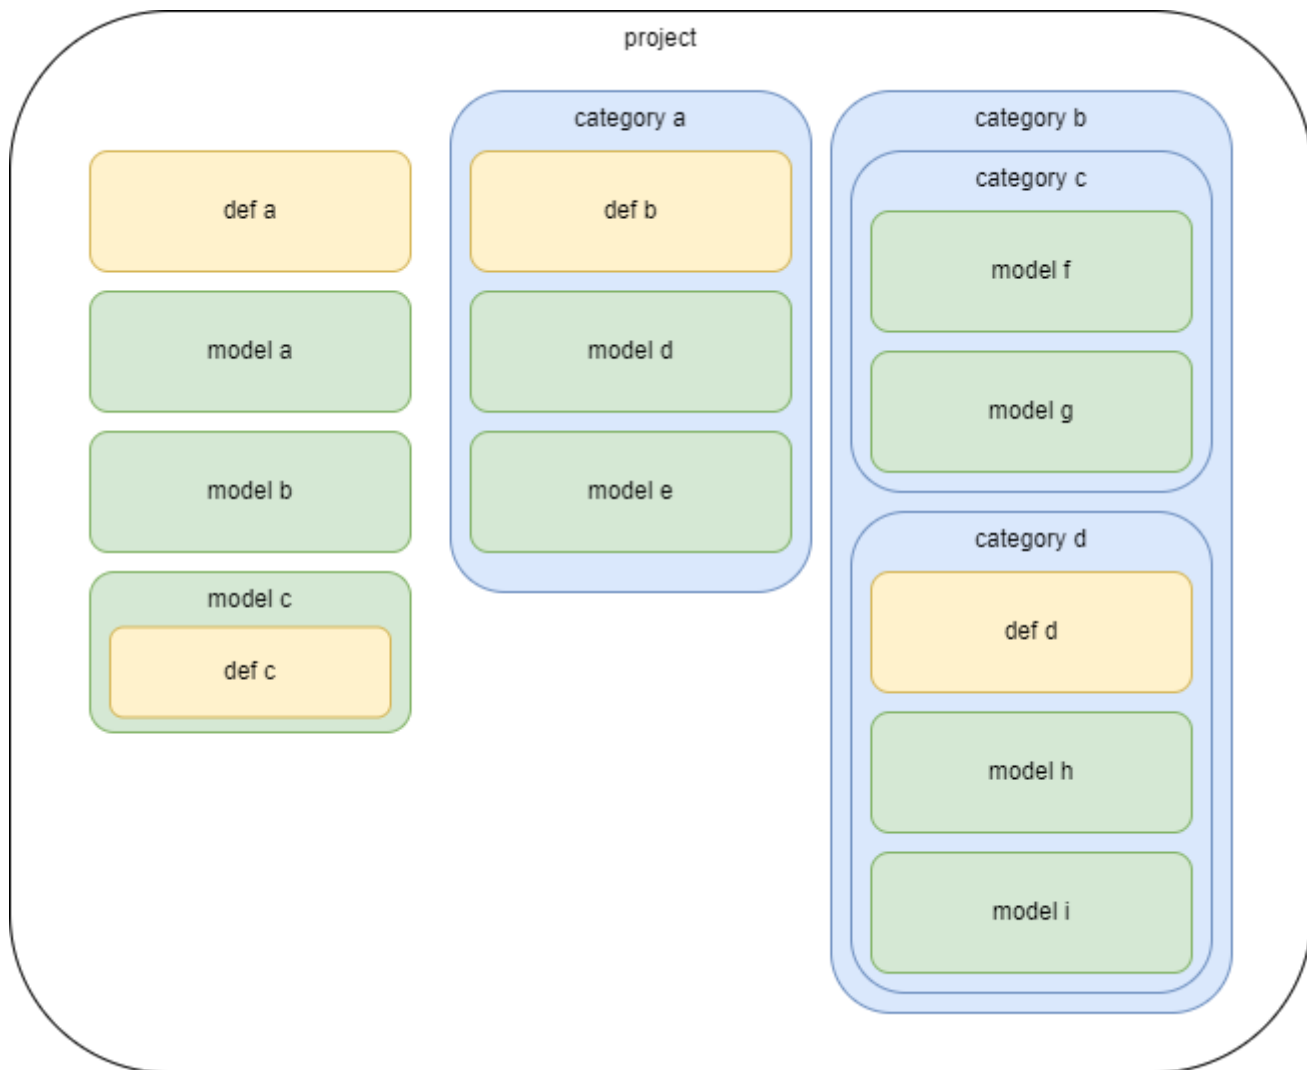 project
def a
model a
model b
model c
def c
category a
def b
model d
model e
category b
category c
model f
model g
category d
def d
model h
model i